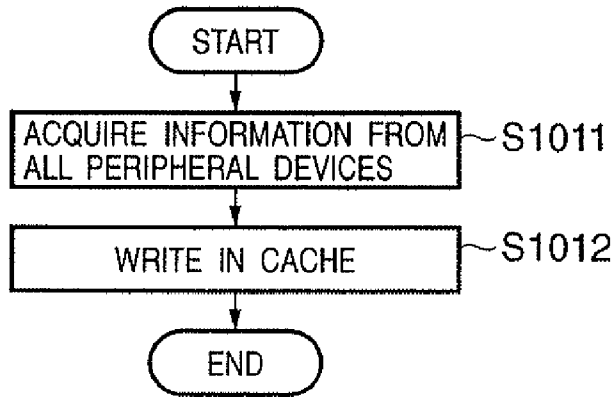 START
ACQUIRE INFORMATION FROM
ALL PERIPHERAL DEVICES
S1011
WRITE IN CACHE
S1012
END